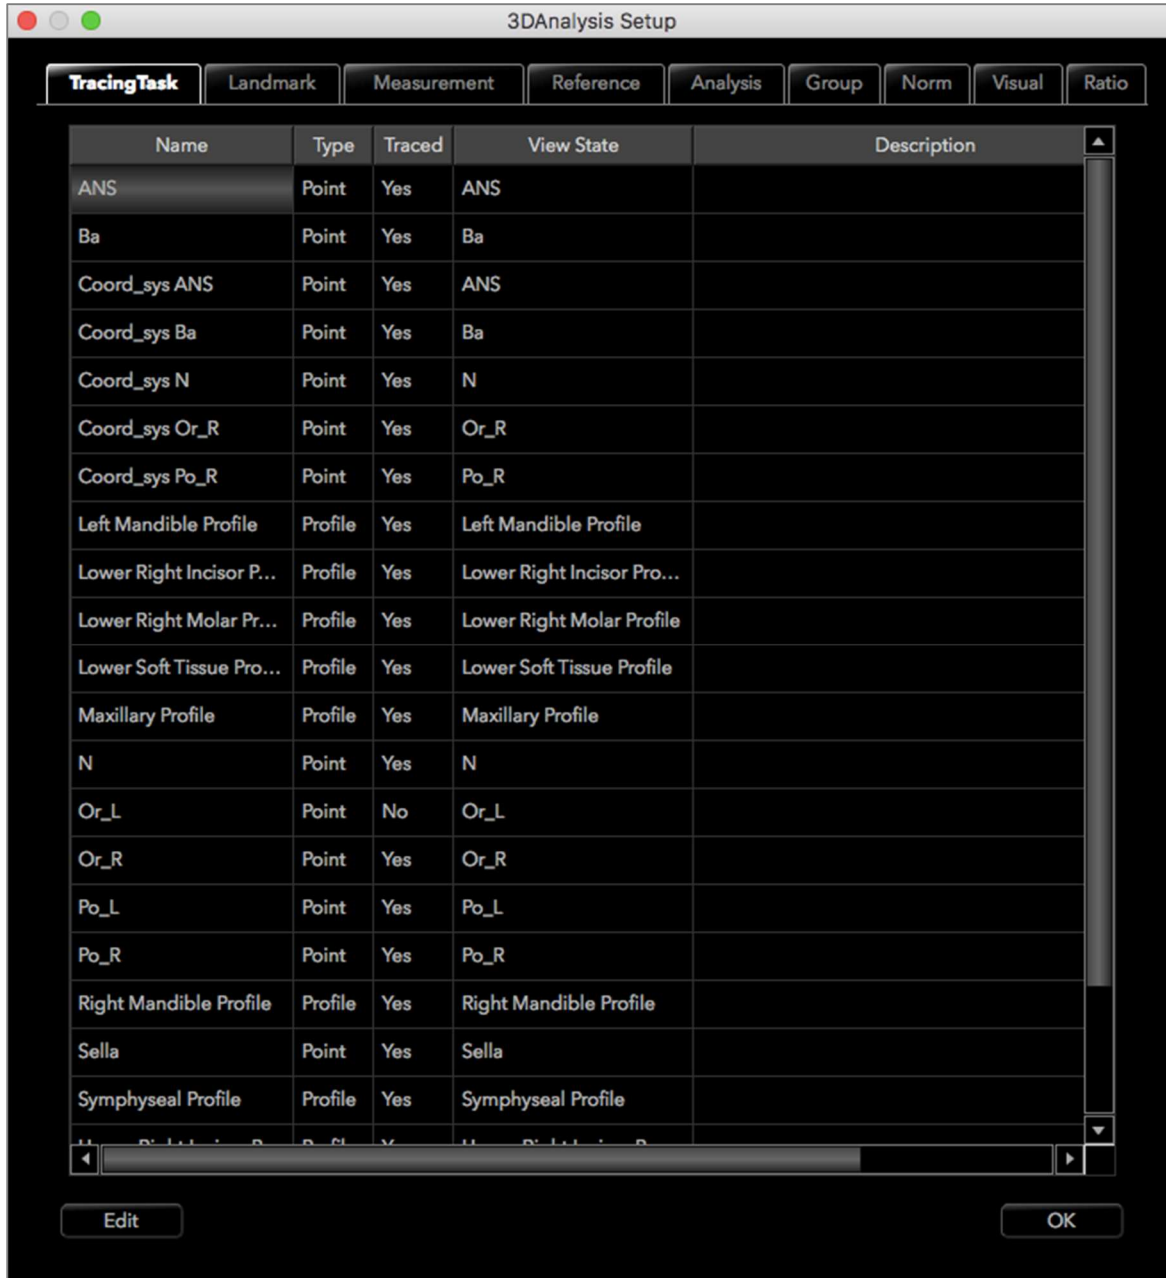 3DAnalysis Setup
TracingTask Landmark Measurement Reference Analysis Group Norm Visual Ratio
Name Type Traced View State Description
ANS Point Yes ANS
Ba Point Yes Ba
Coord_sys ANS Point Yes ANS
Coord_sys Ba Point Yes Ba
Coord_sys N Point Yes N
Coord_sys Or_R Point Yes Or_R
Coord_sys Po_R Point Yes Po_R
Left Mandible Profile Profile Yes Left Mandible Profile
Lower Right Incisor P... Profile Yes Lower Right Incisor Pro...
Lower Right Molar Pr... Profile Yes Lower Right Molar Profile
Lower Soft Tissue Pro... Profile Yes Lower Soft Tissue Profile
Maxillary Profile Profile Yes Maxillary Profile
N Point Yes N
Or_L Point No Or_L
Or_R Point Yes Or_R
Po_L Point Yes Po_L
Po_R Point Yes Po_R
Right Mandible Profile Profile Yes Right Mandible Profile
Sella Point Yes Sella
Symphyseal Profile Profile Yes Symphyseal Profile
Edit OK